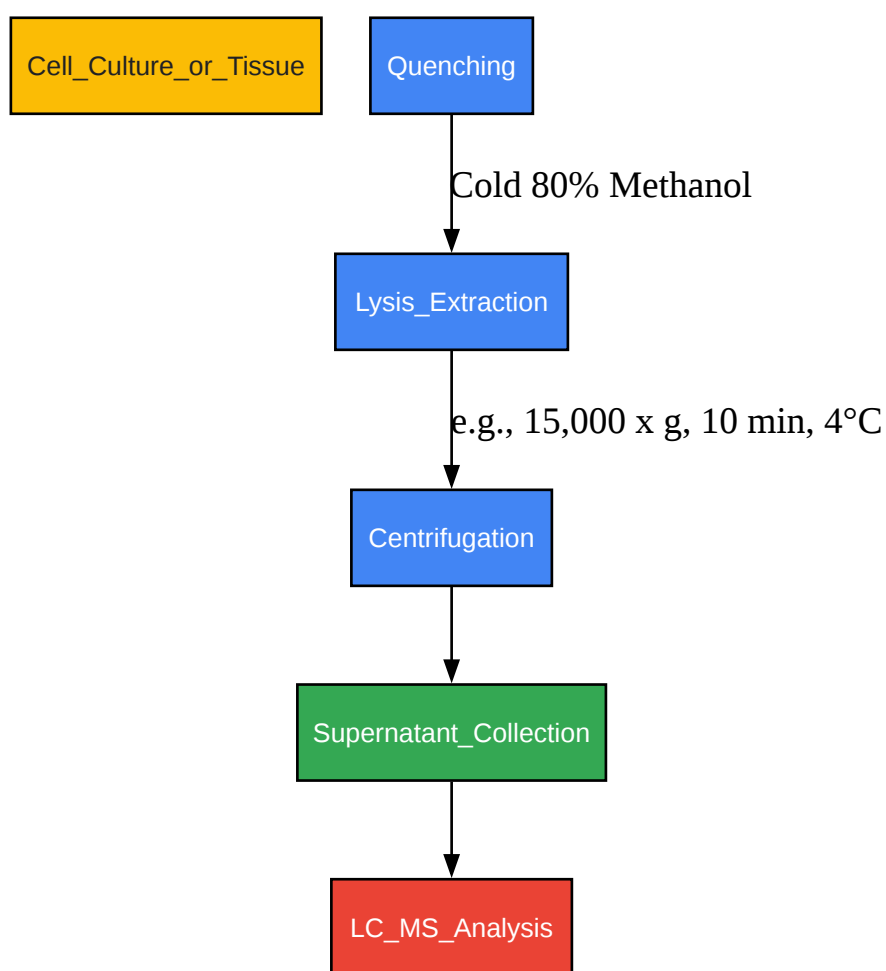 Cell_Culture_or_Tissue
Quenching
Cold 80% Methanol
Lysis_Extraction
e.g., 15,000 x g, 10 min, 4°C
Centrifugation
Supernatant_Collection
LC_MS_Analysis